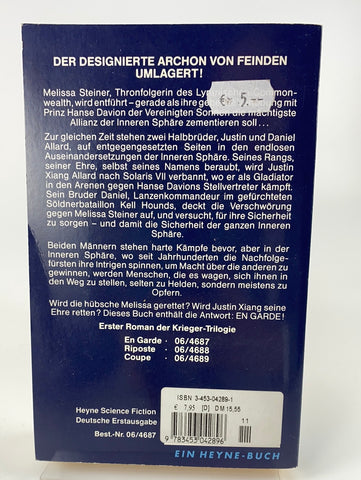 DER DESIGNIERTE ARCHON VON FEINDEN
UMLAGERT!
Melissa Steiner, Thronfolgerin des Lyranischen Common-
wealth, wird entführt – gerade als ihre mit
Prinz Hanse Davion der Vereinigten Sonnen die mächtigste
Allianz der Inneren Sphäre zementieren soll . . .
€ 5.—
Zur gleichen Zeit stehen zwei Halbbrüder, Justin und Daniel
Allard, auf entgegengesetzten Seiten in den endlosen
Auseinandersetzungen der Inneren Sphäre. Seines Rangs,
seiner Ehre, selbst seines Namens beraubt, wird Justin
Xiang Allard nach Solaris VII verbannt, wo er als Gladiator
in den Arenen gegen Hanse Davions Stellvertreter kämpft.
Sein Bruder Daniel, Lanzenkommandeur im gefürchteten
Söldnerbataillon Kell Hounds, deckt die Verschwörung
gegen Melissa Steiner auf, und versucht, für ihre Sicherheit
zu sorgen – und damit die Sicherheit der ganzen Inneren
Sphäre.
Beiden Männern stehen harte Kämpfe bevor, aber in der
Inneren Sphäre, wo seit Jahrhunderten die Nachfolge-
fürsten ihre Intrigen spinnen, um Macht über die anderen zu
gewinnen, werden Menschen, die es wagen, sich ihnen in
den Weg zu stellen, selten zu Helden, sondern meistens zu
Opfern.
Wird die hübsche Melissa gerettet? Wird Justin Xiang seine
Ehre retten? Dieses Buch enthält die Antwort: EN GARDE!
Erster Roman der Krieger-Trilogie
En Garde • 06/4687
Riposte • 06/4688
Coupe • 06/4689
Heyne Science Fiction
Deutsche Erstausgabe
Best.-Nr. 06/4687
ISBN 3-453-04289-1
€ 7,95 [D] DM 15,55
11
9783453042896
EIN HEYNE-BUCH